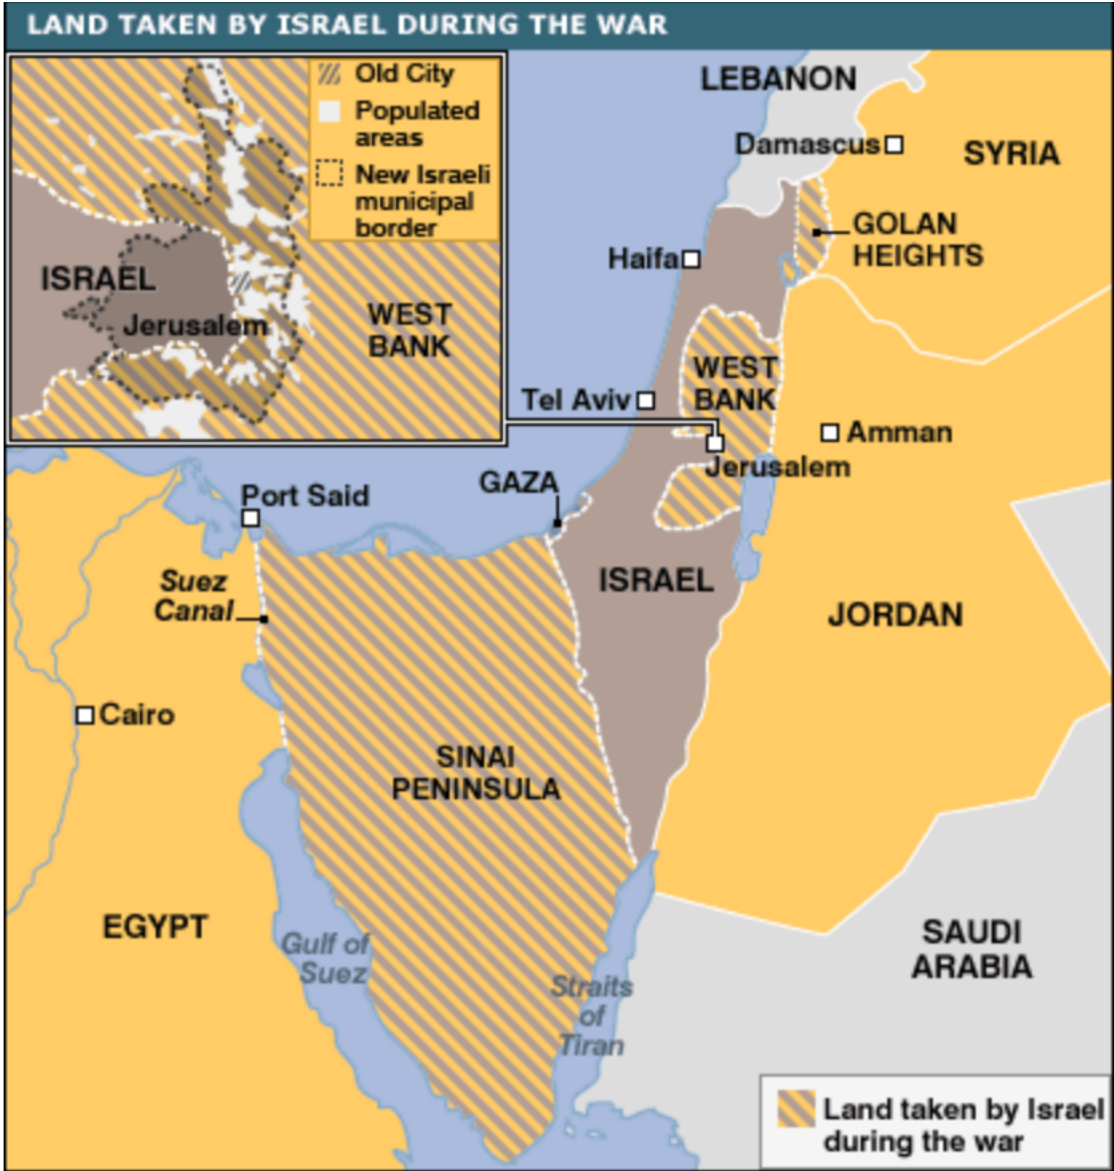 LAND TAKEN BY ISRAEL DURING THE WAR
Old City
Populated
areas
New Israeli
municipal
border
ISRAEL
Jerusalem
WEST
BANK
LEBANON
Damascus
SYRIA
GOLAN
HEIGHTS
Haifa
WEST
BANK
Tel Aviv
Amman
Jerusalem
GAZA
Port Said
Suez
Canal
ISRAEL
JORDAN
Cairo
SINAI
PENINSULA
EGYPT
Gulf of
Suez
Straits
of
Tiran
SAUDI
ARABIA
Land taken by Israel
during the war